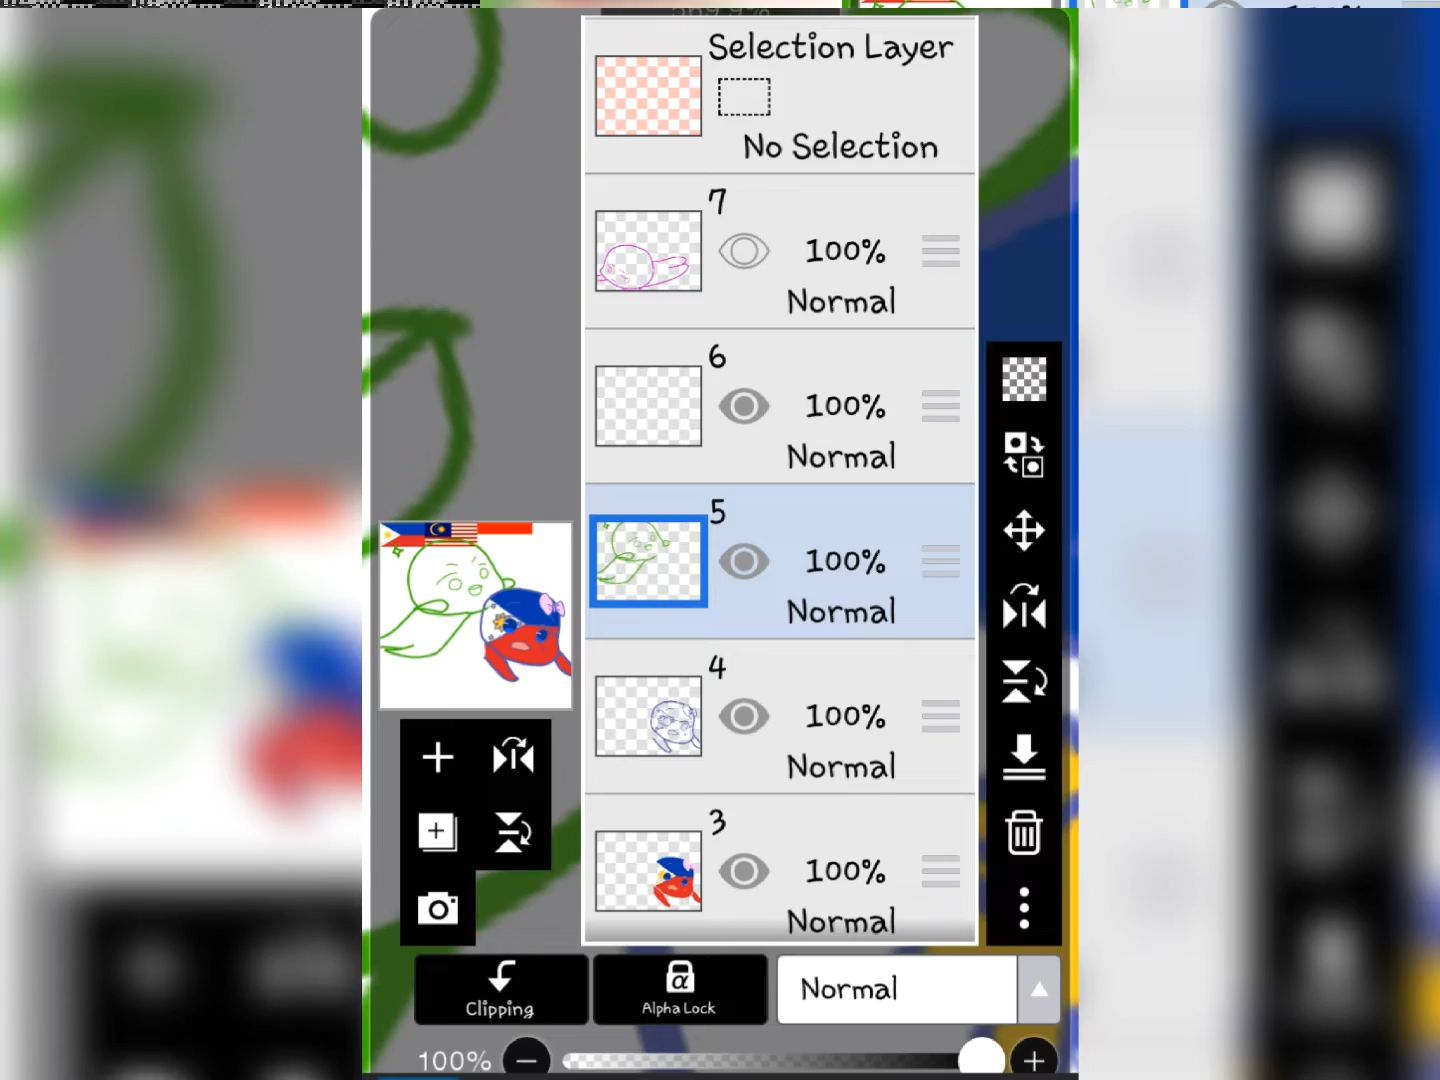 Selection Layer
No Selection
7
100%
Normal
6
100%
Normal
5
100%
Normal
4
100%
Normal
3
100%
Normal
Clipping
α
Alpha Lock
Normal
100%